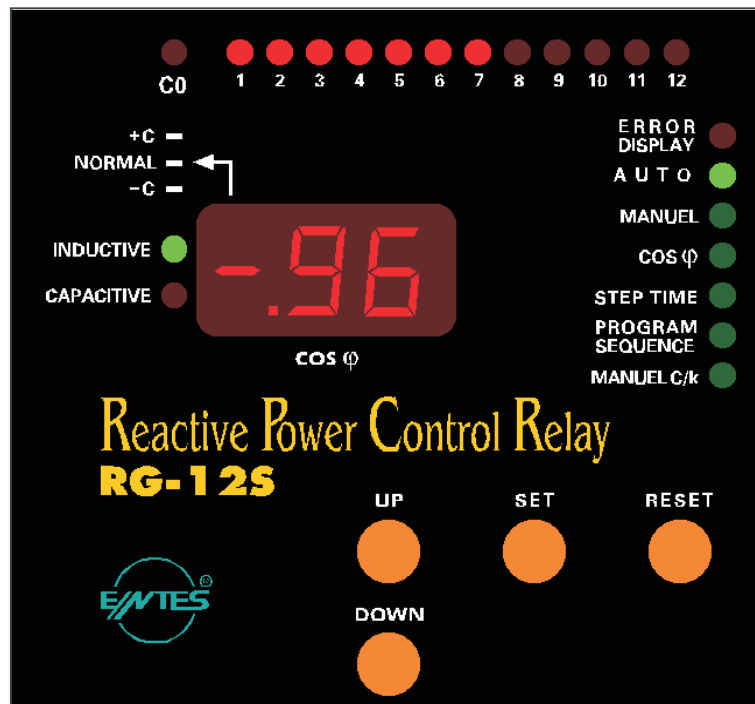 C0 1 2 3 4 5 6 7 8 9 10 11 12
+C
NORMAL
-C
ERROR
DISPLAY
AUTO
MANUEL
INDUCTIVE
COS φ
CAPACITIVE
STEP TIME
-.96
PROGRAM
SEQUENCE
COS φ
MANUEL C/k
Reactive Power Control Relay
RG-12S
UP SET RESET
ENTES®
DOWN